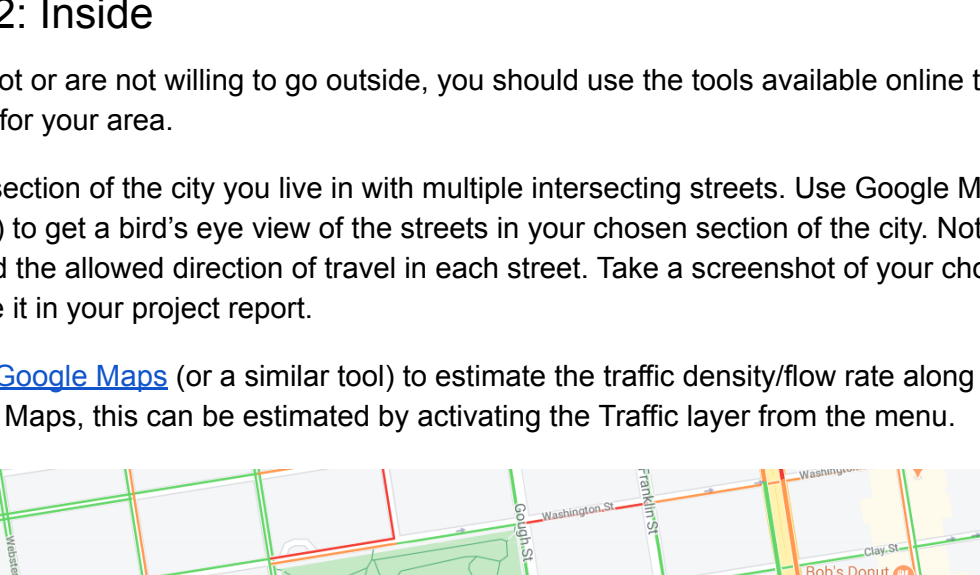 2: Inside
ot or are not willing to go outside, you should use the tools available online t
for your area.
section of the city you live in with multiple intersecting streets. Use Google M
) to get a bird’s eye view of the streets in your chosen section of the city. Not
d the allowed direction of travel in each street. Take a screenshot of your cho
e it in your project report.
Google Maps (or a similar tool) to estimate the traffic density/flow rate along
Maps, this can be estimated by activating the Traffic layer from the menu.
Webster
Gough St
Washington St
Franklin St
Washington
Clay St
Bob's Donut